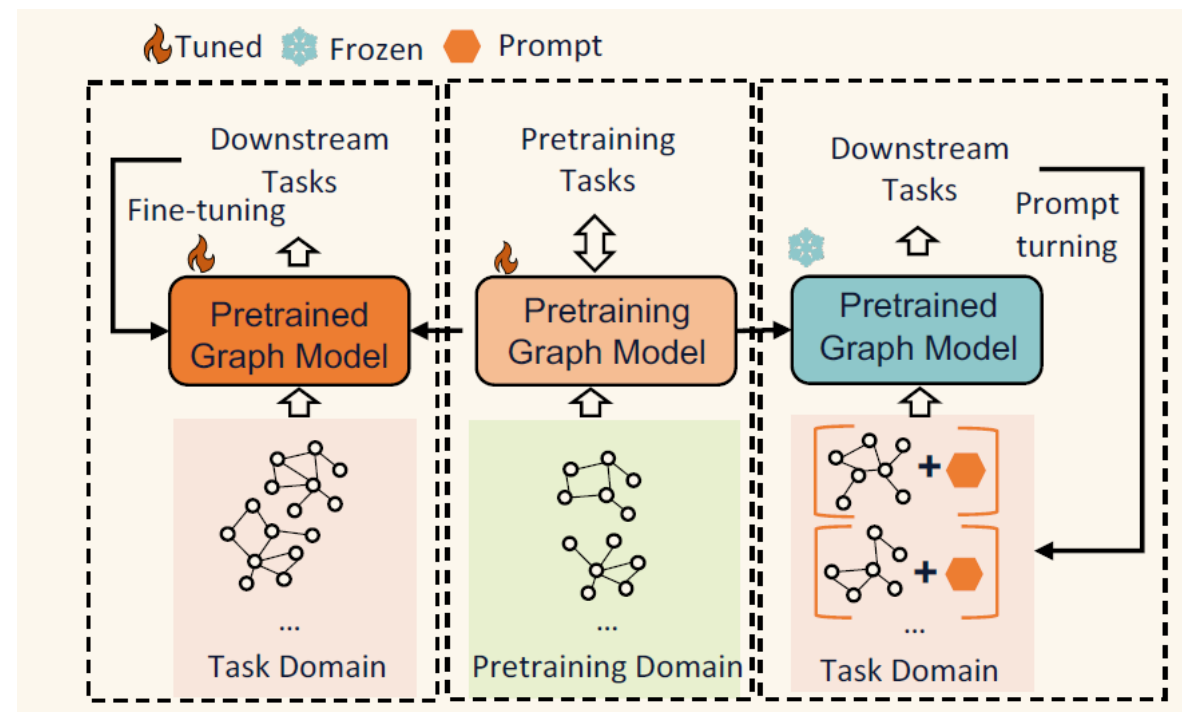 Tuned Frozen Prompt
Downstream
Tasks
Fine-tuning
Pretrained
Graph Model
...
Task Domain
Pretraining
Tasks
Pretraining
Graph Model
...
Pretraining Domain
Downstream
Tasks
Prompt
turning
Pretrained
Graph Model
+
+
...
Task Domain